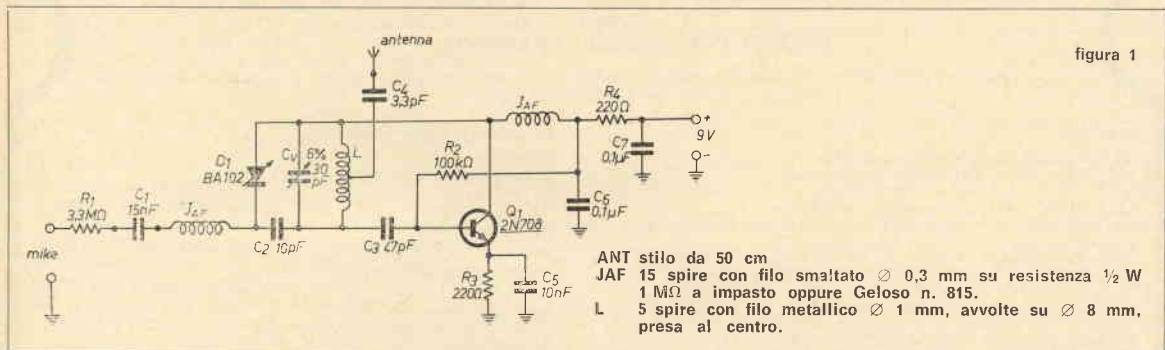 figura 1
antenna
C4
3,3pF
JAF
R4
220Ω
+
9V
-
C7
0,1µF
D1
BA102
Cv
6%
30
pF
L
R2
100kΩ
R1
3,3MΩ
C1
15nF
JAF
C2 10pF
C3 47pF
Q1
2N708
C6
0,1µF
mike
R3
220Ω
C5
10nF
ANT stilo da 50 cm
JAF 15 spire con filo smaltato ∅ 0,3 mm su resistenza ½ W
1 MΩ a impasto oppure Geloso n. 815.
L 5 spire con filo metallico ∅ 1 mm, avvolte su ∅ 8 mm,
presa al centro.